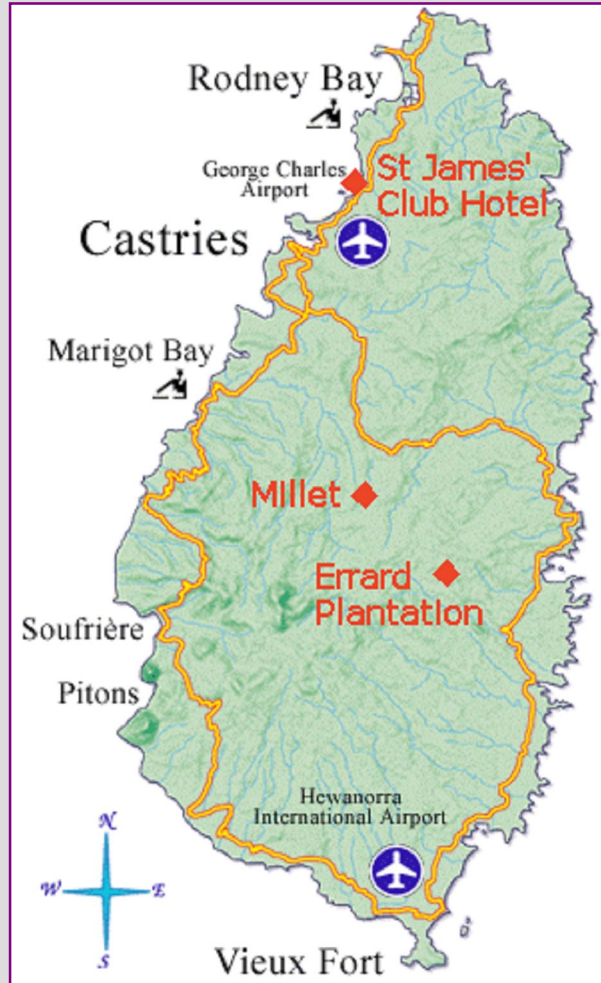 Rodney Bay
George Charles
Airport
St James'
Club Hotel
Castries
Marigot Bay
Millet
Errard
Plantation
Soufrière
Pitons
Hewanorra
International Airport
N
W E
S
Vieux Fort